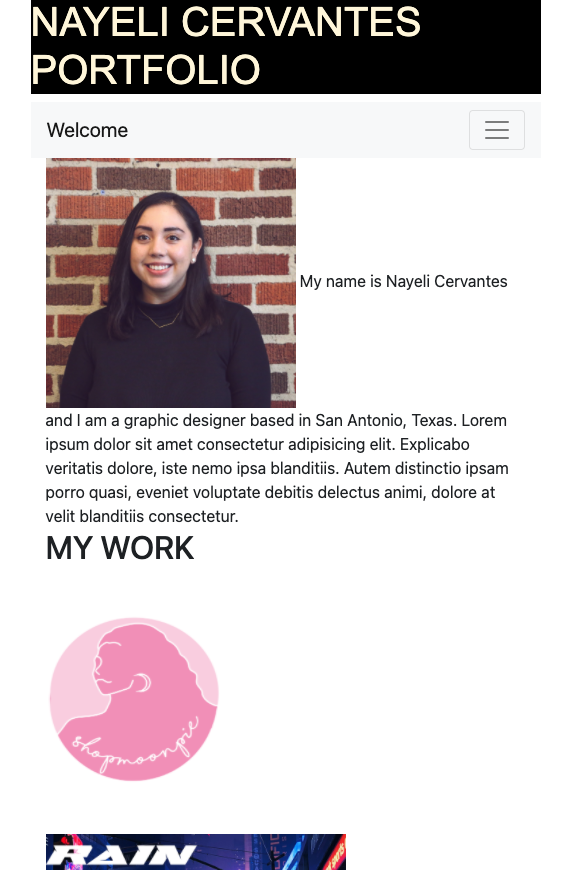 NAYELI CERVANTES
PORTFOLIO
Welcome
My name is Nayeli Cervantes
and I am a graphic designer based in San Antonio, Texas. Lorem
ipsum dolor sit amet consectetur adipisicing elit. Explicabo
veritatis dolore, iste nemo ipsa blanditiis. Autem distinctio ipsam
porro quasi, eveniet voluptate debitis delectus animi, dolore at
velit blanditiis consectetur.
MY WORK
shopmoonpie
RAIN